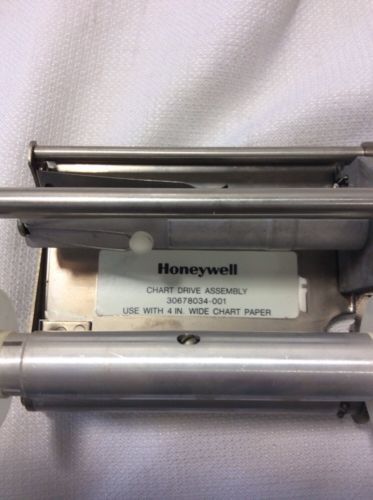 Honeywell
CHART DRIVE ASSEMBLY
30678034-001
USE WITH 4 IN. WIDE CHART PAPER